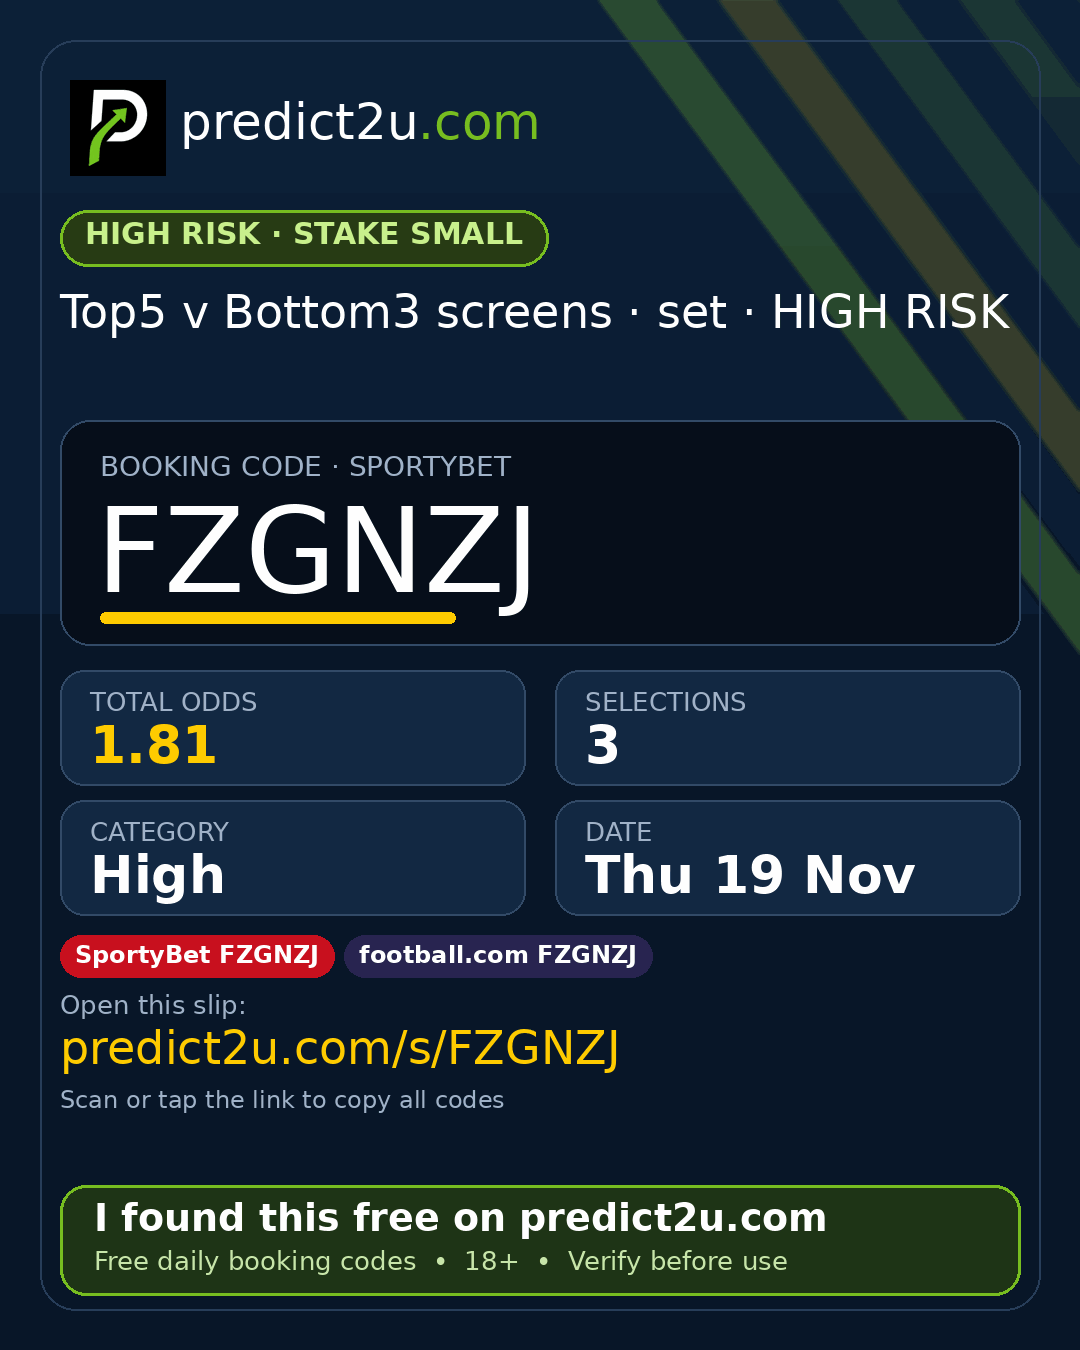 predict2u.com
HIGH RISK · STAKE SMALL
Top5 v Bottom3 screens · set · HIGH RISK
BOOKING CODE · SPORTYBET
FZGNZJ
TOTAL ODDS
1.81
SELECTIONS
3
CATEGORY
High
DATE
Thu 19 Nov
SportyBet FZGNZJ
football.com FZGNZJ
Open this slip:
predict2u.com/s/FZGNZJ
Scan or tap the link to copy all codes
I found this free on predict2u.com
Free daily booking codes • 18+ • Verify before use